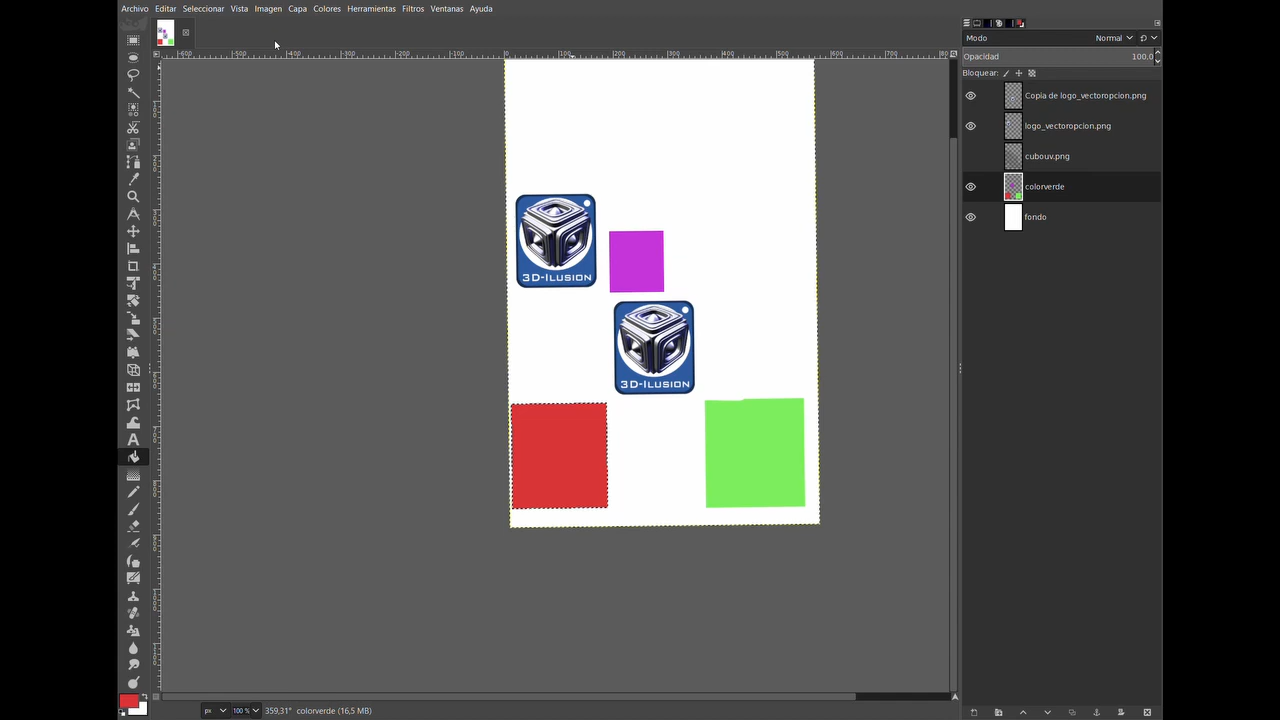 Archivo Editar Seleccionar Vista Imagen Capa Colores Herramientas Filtros Ventanas Ayuda
Modo Normal
Opacidad 100,0
Bloquear:
Copia de logo_vectoropcion.png
logo_vectoropcion.png
cubouv.png
colorverde
fondo
3D-ILUSION
3D-ILUSION
px 100 % 359,31° colorverde (16,5 MB)